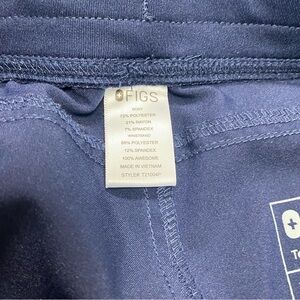 FIGS
BODY
72% POLYESTER
21% RAYON
7% SPANDEX
WAISTBAND
88% POLYESTER
12% SPANDEX
100% AWESOME
MADE IN VIETNAM